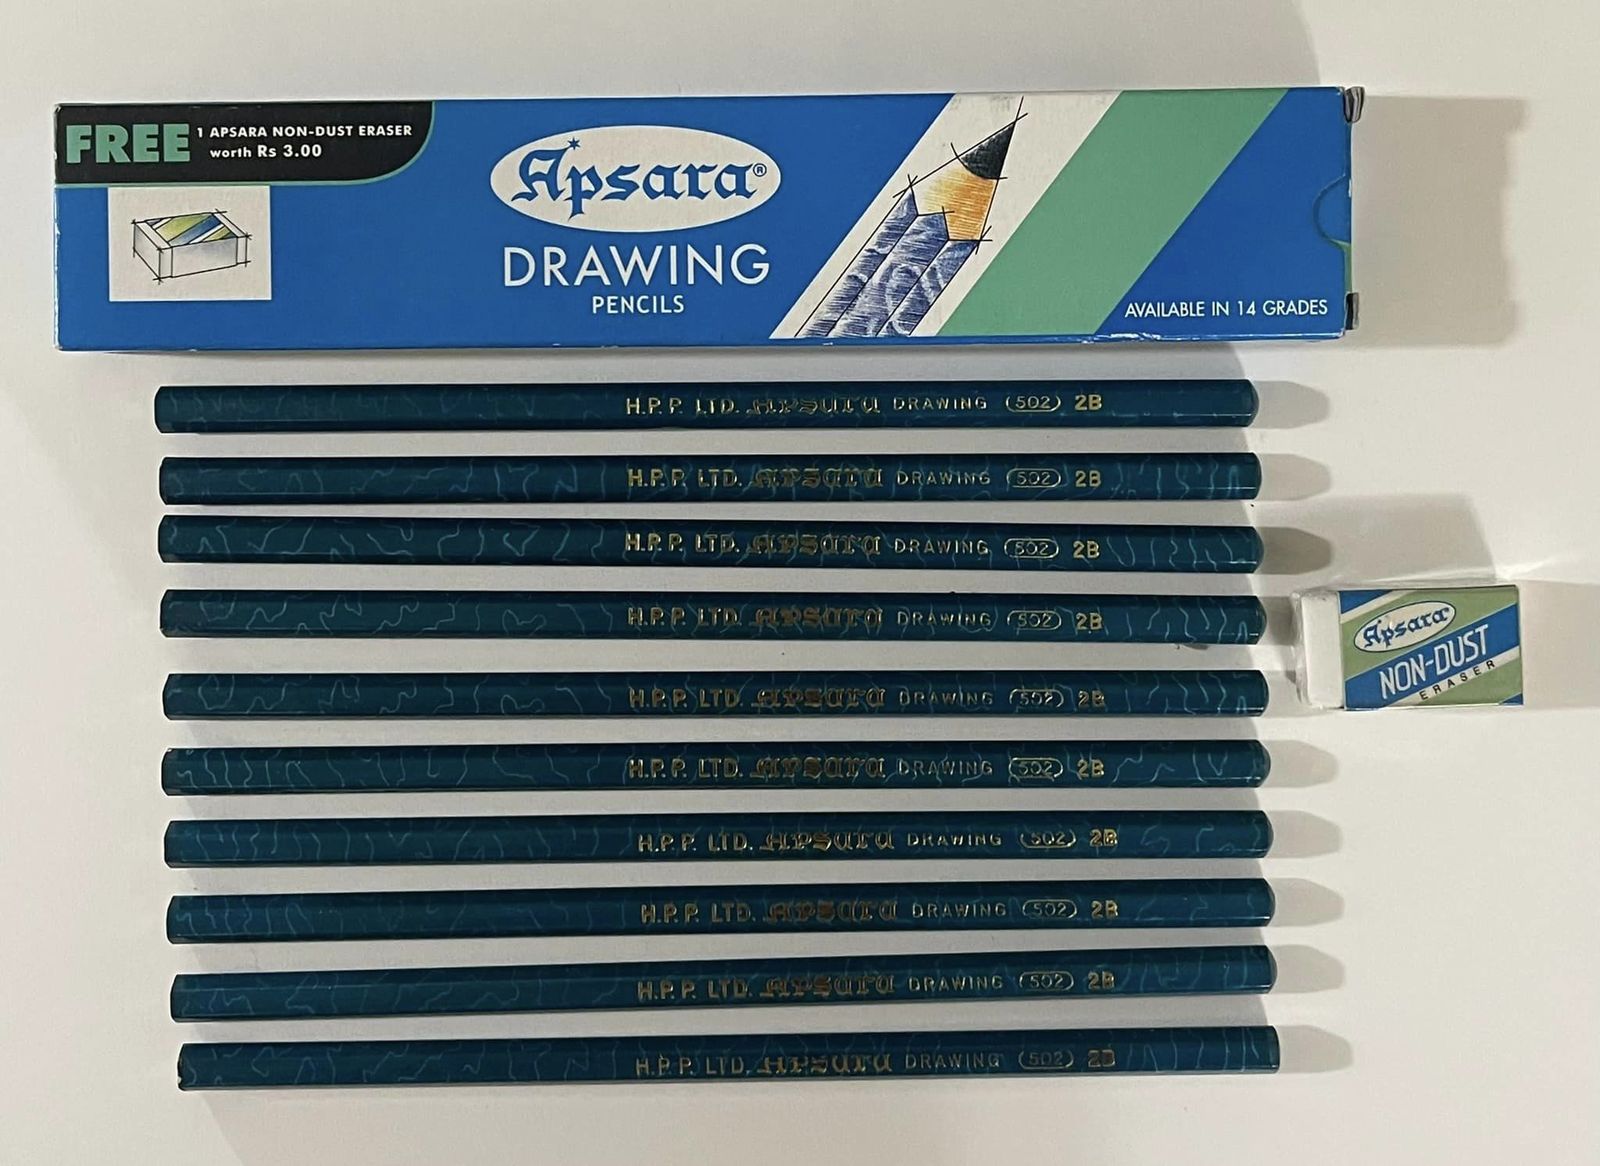 FREE 1 APSARA NON-DUST ERASER
worth Rs 3.00
Apsara®
DRAWING
PENCILS
AVAILABLE IN 14 GRADES
H.P.P. LTD. Apsara DRAWING 502 2B
H.P.P. LTD. Apsara DRAWING 502 2B
H.P.P. LTD. Apsara DRAWING 502 2B
H.P.P. LTD. Apsara DRAWING 502 2B
H.P.P. LTD. Apsara DRAWING 502 2B
H.P.P. LTD. Apsara DRAWING 502 2B
H.P.P. LTD. Apsara DRAWING 502 2B
H.P.P. LTD. Apsara DRAWING 502 2B
H.P.P. LTD. Apsara DRAWING 502 2B
H.P.P. LTD. Apsara DRAWING 502 2B
Apsara
NON-DUST
ERASER